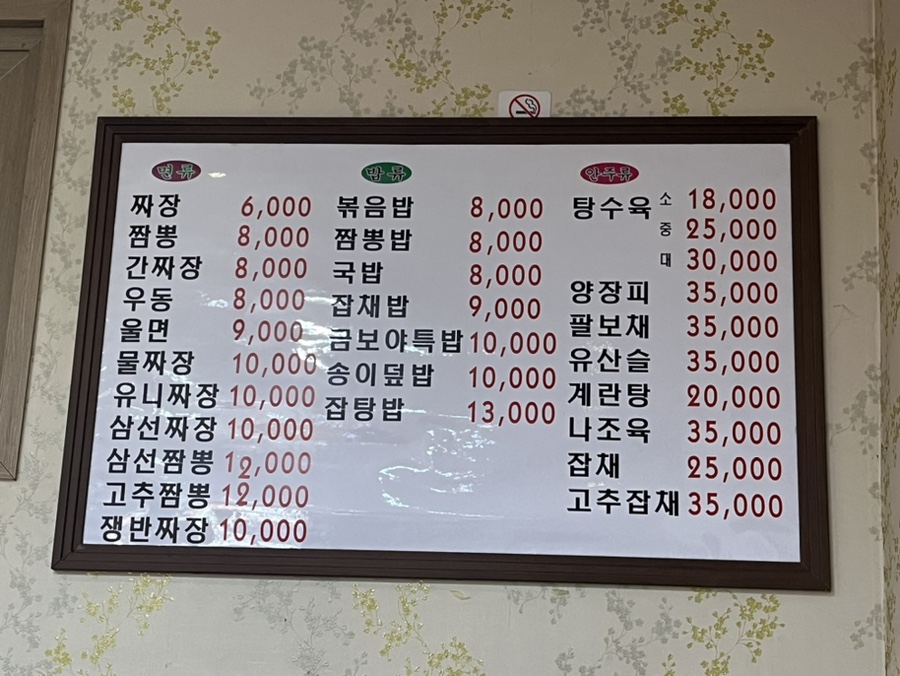 면류
짜장 6,000
짬뽕 8,000
간짜장 8,000
우동 8,000
울면 9,000
물짜장 10,000
유니짜장 10,000
삼선짜장 10,000
삼선짬뽕 12,000
고추짬뽕 12,000
쟁반짜장 10,000
밥류
볶음밥 8,000
짬뽕밥 8,000
국밥 8,000
잡채밥 9,000
금보야특밥 10,000
송이덮밥 10,000
잡탕밥 13,000
안주류
탕수육 소 18,000
중 25,000
대 30,000
양장피 35,000
팔보채 35,000
유산슬 35,000
계란탕 20,000
나조육 35,000
잡채 25,000
고추잡채 35,000